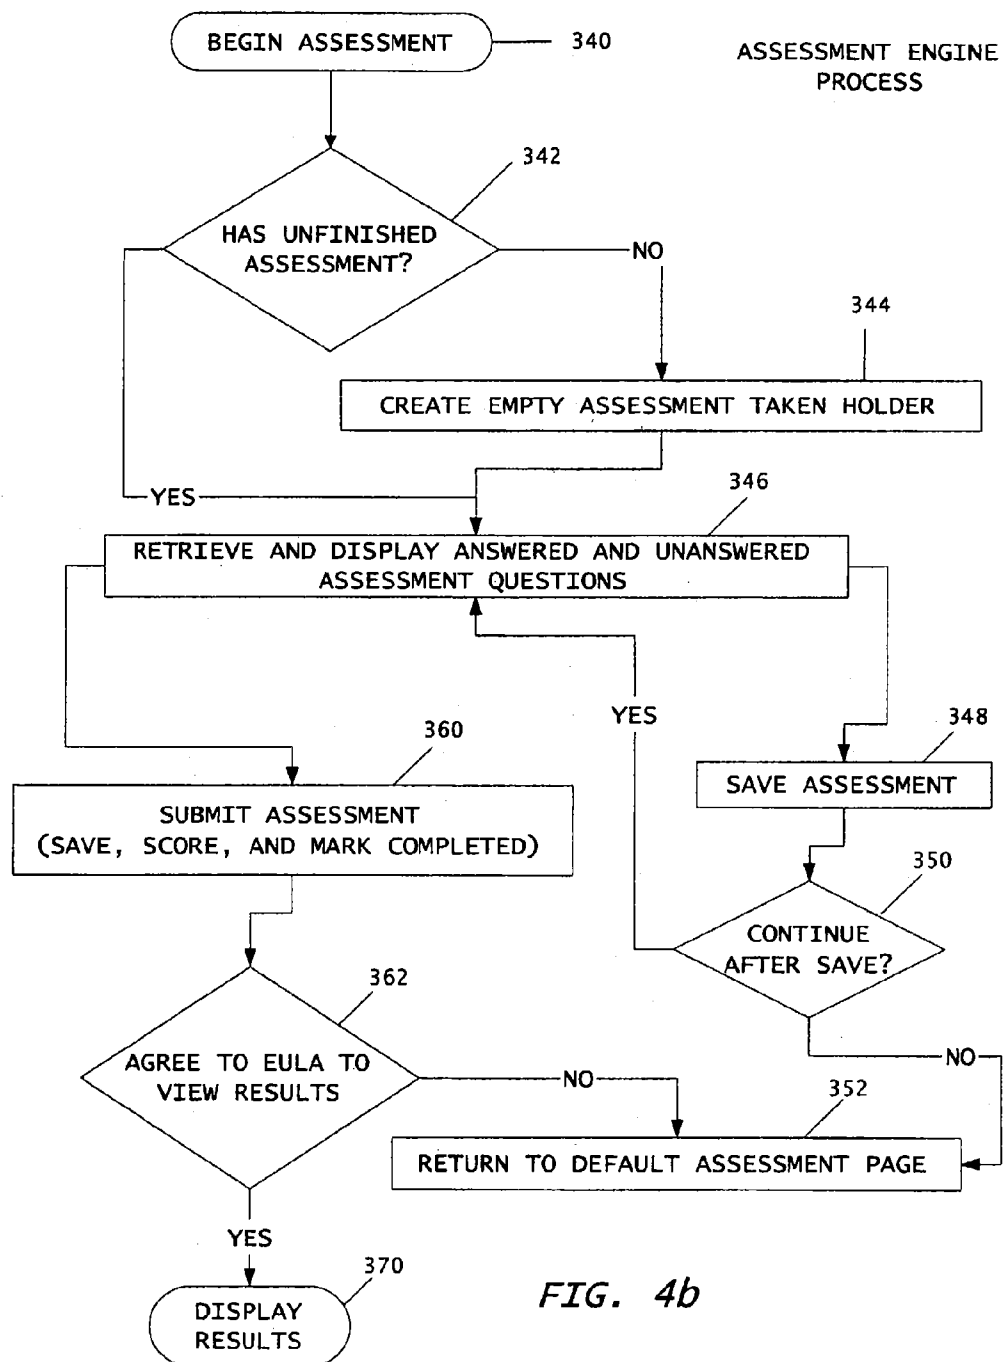 BEGIN ASSESSMENT
340
ASSESSMENT ENGINE
PROCESS
342
HAS UNFINISHED
ASSESSMENT?
NO
344
CREATE EMPTY ASSESSMENT TAKEN HOLDER
YES
346
RETRIEVE AND DISPLAY ANSWERED AND UNANSWERED
ASSESSMENT QUESTIONS
YES
348
SAVE ASSESSMENT
360
SUBMIT ASSESSMENT
(SAVE, SCORE, AND MARK COMPLETED)
350
CONTINUE
AFTER SAVE?
362
AGREE TO EULA TO
VIEW RESULTS
NO
NO
352
RETURN TO DEFAULT ASSESSMENT PAGE
YES
370
DISPLAY
RESULTS
FIG. 4b